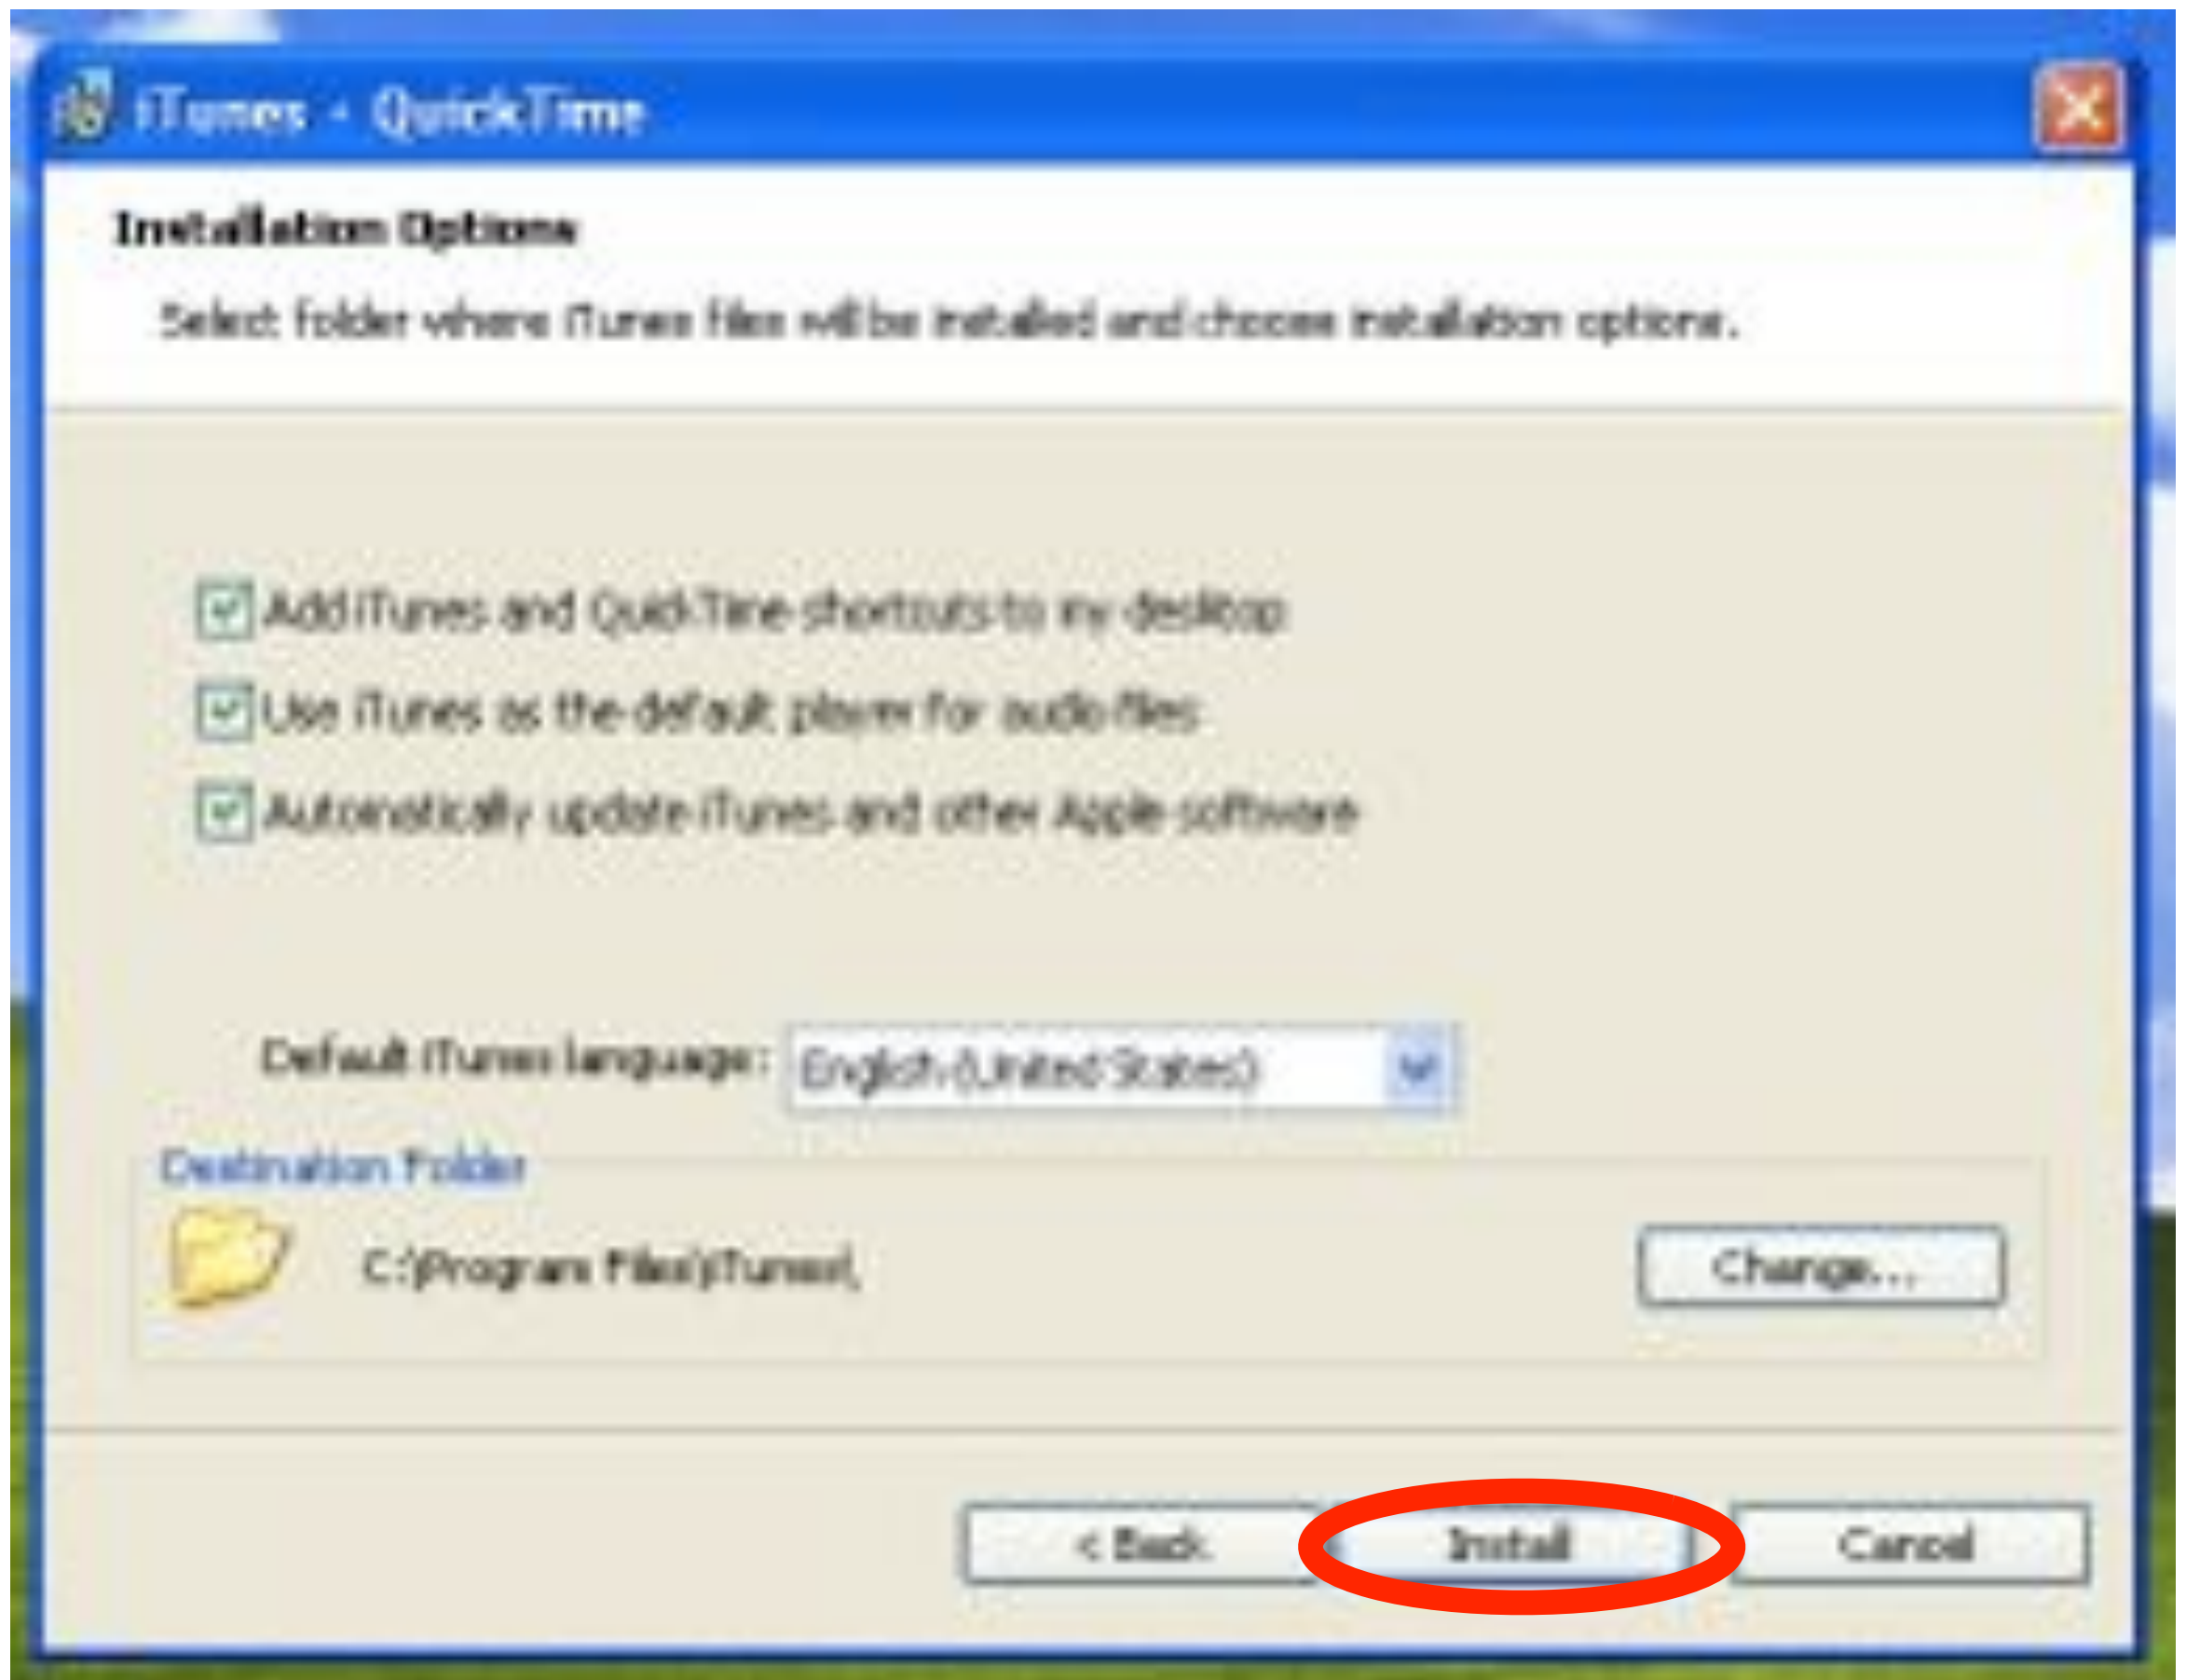 iTunes + QuickTime
Installation Options
Select folder where iTunes files will be installed and choose installation options.
Add iTunes and QuickTime shortcuts to my desktop
Use iTunes as the default player for audio files
Automatically update iTunes and other Apple software
Default iTunes language: English (United States)
Destination Folder
C:\Program Files\iTunes\
Change...
< Back Install Cancel